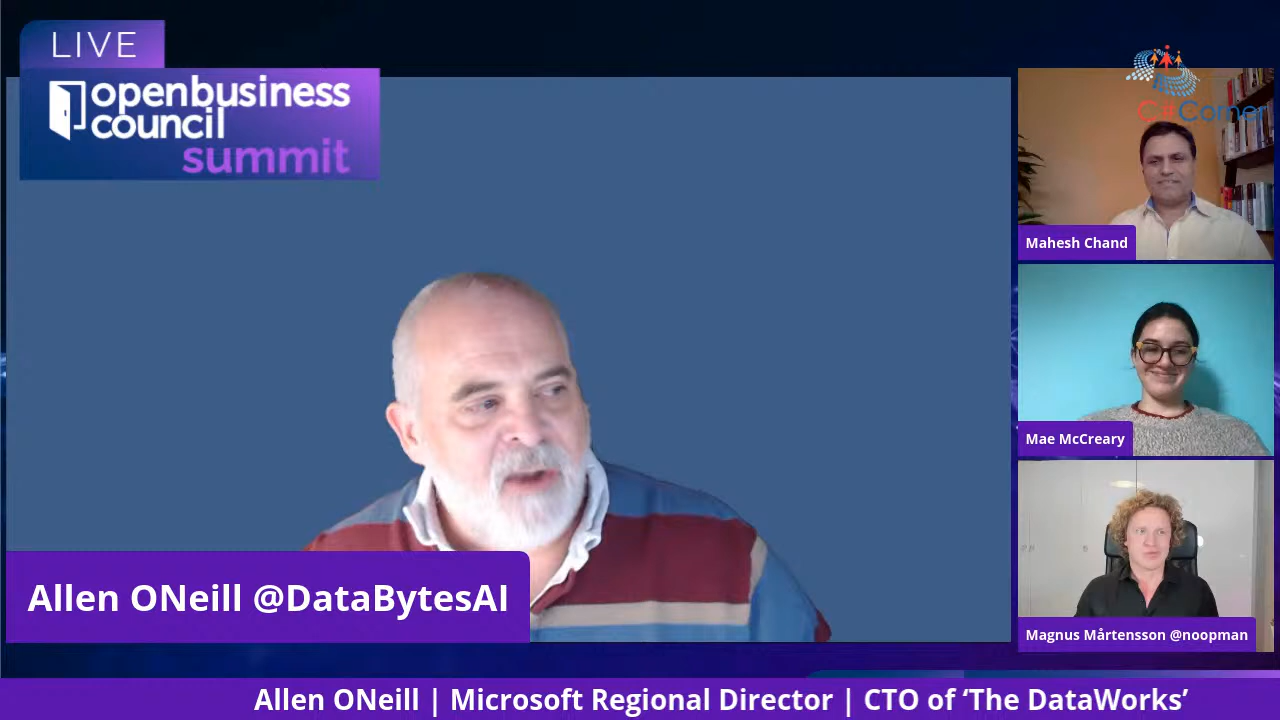 LIVE
openbusiness
council
summit
C#Corner
Mahesh Chand
Mae McCreary
Magnus Mårtensson @noopman
Allen ONeill @DataBytesAI
Allen ONeill | Microsoft Regional Director | CTO of ‘The DataWorks’